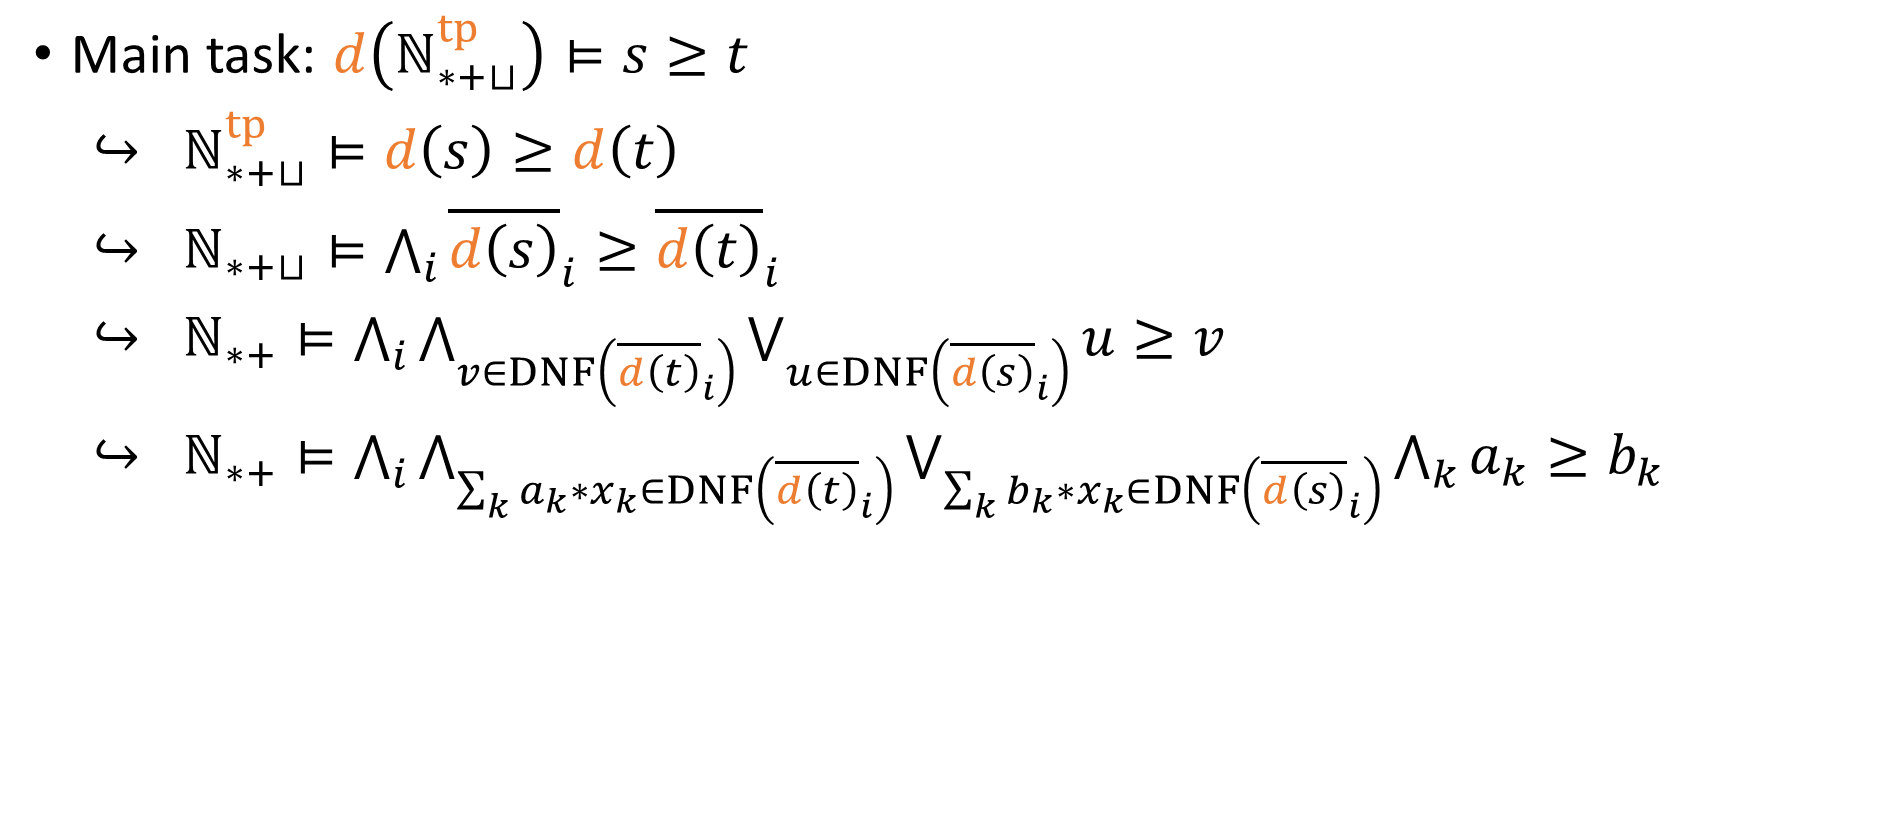 • Main task: d(ℕ^tp_{*+⊔}) ⊨ s ≥ t
↪ ℕ^tp_{*+⊔} ⊨ d(s) ≥ d(t)
↪ ℕ_{*+⊔} ⊨ ⋀_i \overline{d(s)}_i ≥ \overline{d(t)}_i
↪ ℕ_{*+} ⊨ ⋀_i ⋀_{v∈DNF(\overline{d(t)}_i)} ⋁_{u∈DNF(\overline{d(s)}_i)} u ≥ v
↪ ℕ_{*+} ⊨ ⋀_i ⋀_{∑_k a_k*x_k∈DNF(\overline{d(t)}_i)} ⋁_{∑_k b_k*x_k∈DNF(\overline{d(s)}_i)} ⋀_k a_k ≥ b_k